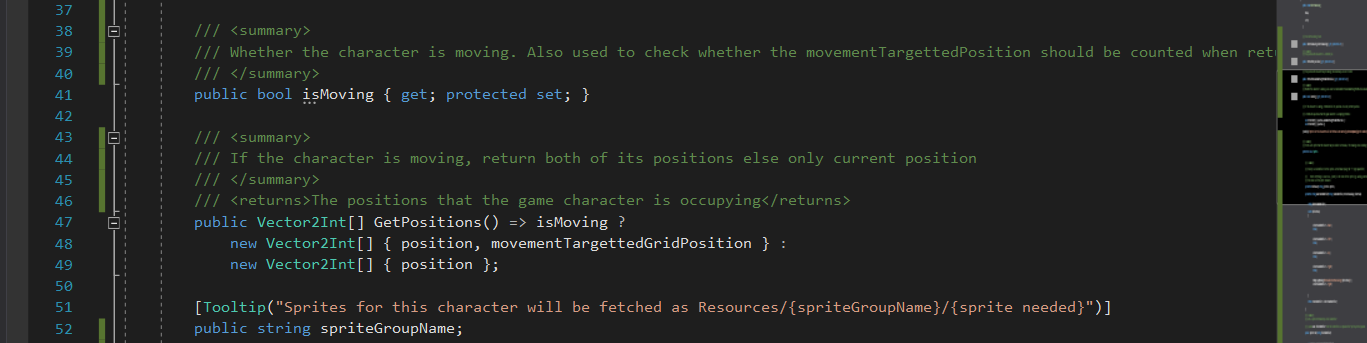 37
38 /// <summary>
39 /// Whether the character is moving. Also used to check whether the movementTargettedPosition should be counted when ret
40 /// </summary>
41 public bool isMoving { get; protected set; }
42
43 /// <summary>
44 /// If the character is moving, return both of its positions else only current position
45 /// </summary>
46 /// <returns>The positions that the game character is occupying</returns>
47 public Vector2Int[] GetPositions() => isMoving ?
48 new Vector2Int[] { position, movementTargettedGridPosition } :
49 new Vector2Int[] { position };
50
51 [Tooltip("Sprites for this character will be fetched as Resources/{spriteGroupName}/{sprite needed}")]
52 public string spriteGroupName;